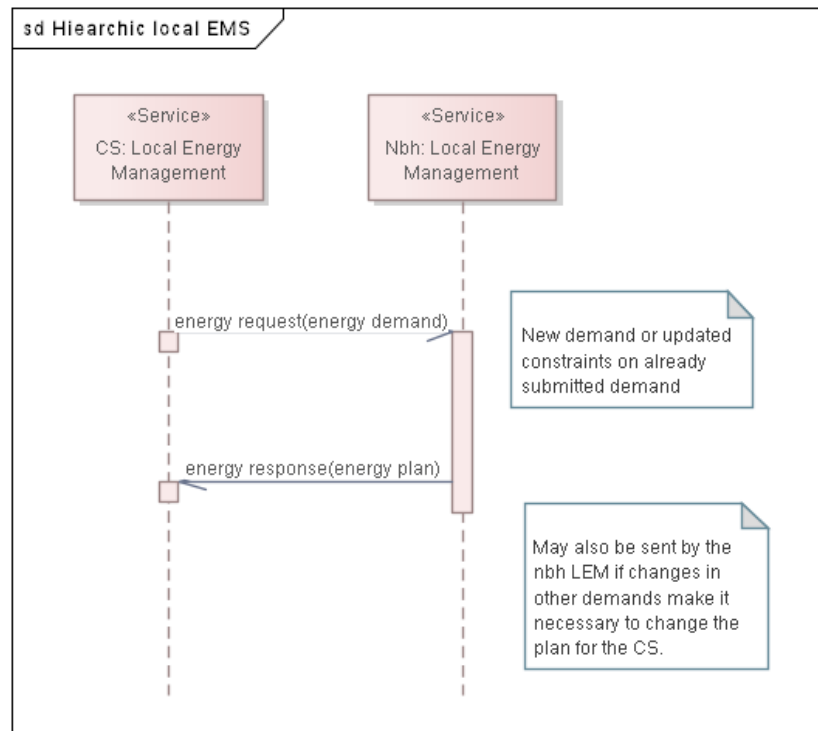 sd Hiearchic local EMS
«Service»
CS: Local Energy
Management
«Service»
Nbh: Local Energy
Management
energy request(energy demand)
New demand or updated
constraints on already
submitted demand
energy response(energy plan)
May also be sent by the
nbh LEM if changes in
other demands make it
necessary to change the
plan for the CS.